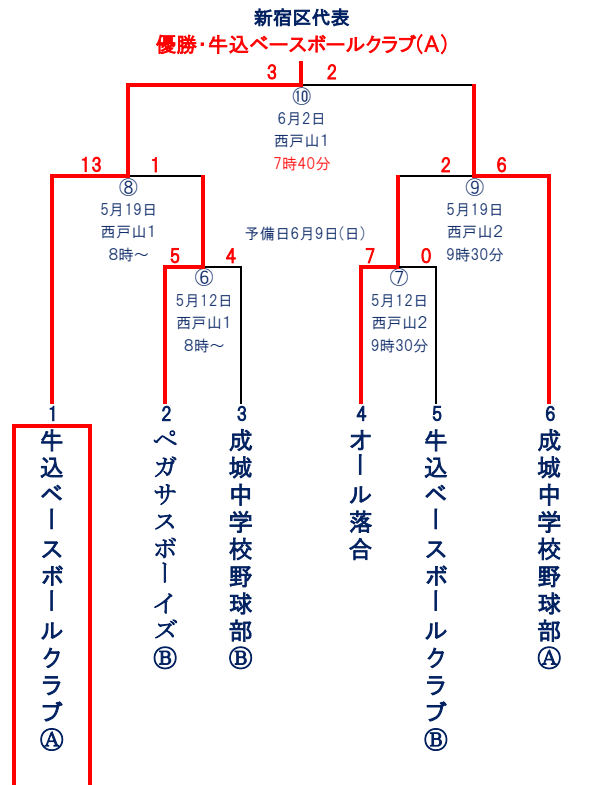 新宿区代表
優勝・牛込ベースボールクラブ(A)
3 2
⑩
6月2日
西戸山1
7時40分
13 1
⑧
5月19日
西戸山1
8時～
2 6
⑨
5月19日
西戸山2
9時30分
予備日6月9日(日)
5 4
⑥
5月12日
西戸山1
8時～
7 0
⑦
5月12日
西戸山2
9時30分
1
牛込ベースボールクラブⒶ
2
ペガサスボーイズⒷ
3
成城中学校野球部Ⓑ
4
オール落合
5
牛込ベースボールクラブⒷ
6
成城中学校野球部Ⓐ